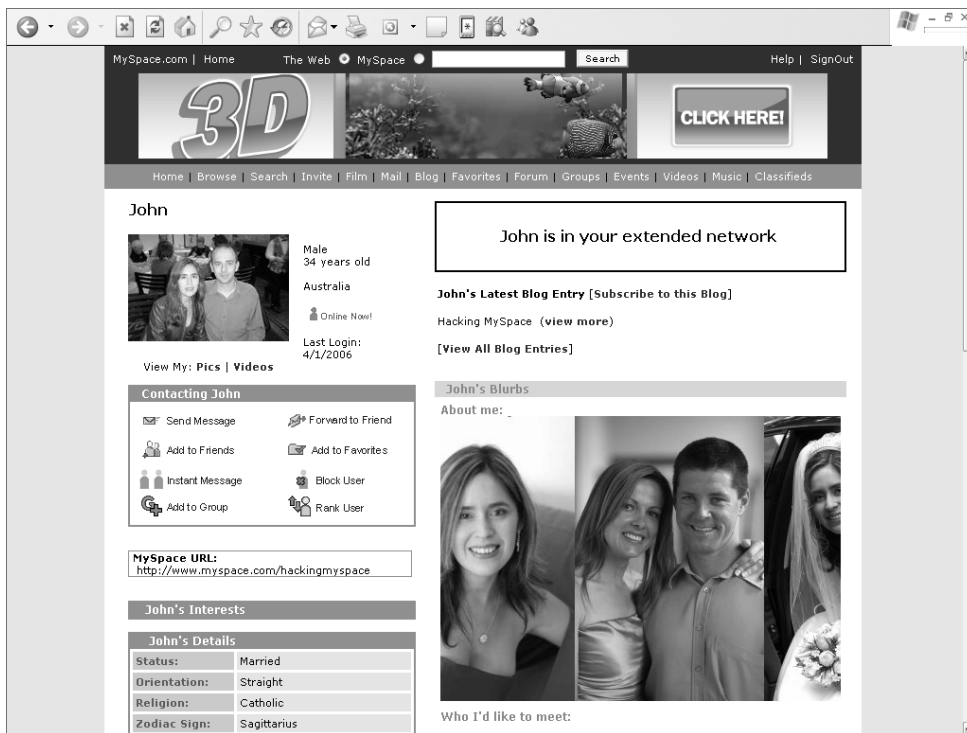 MySpace.com | Home The Web MySpace Search Help | SignOut
3D
CLICK HERE!
Home | Browse | Search | Invite | Film | Mail | Blog | Favorites | Forum | Groups | Events | Videos | Music | Classifieds
John
Male
34 years old
Australia
Online Now!
Last Login:
4/1/2006
View My: Pics | Videos
Contacting John
Send Message Forward to Friend
Add to Friends Add to Favorites
Instant Message Block User
Add to Group Rank User
MySpace URL:
http://www.myspace.com/hackingmyspace
John's Interests
John's Details
Status: Married
Orientation: Straight
Religion: Catholic
Zodiac Sign: Sagittarius
John is in your extended network
John's Latest Blog Entry [Subscribe to this Blog]
Hacking MySpace (view more)
[View All Blog Entries]
John's Blurbs
About me:
Who I'd like to meet: